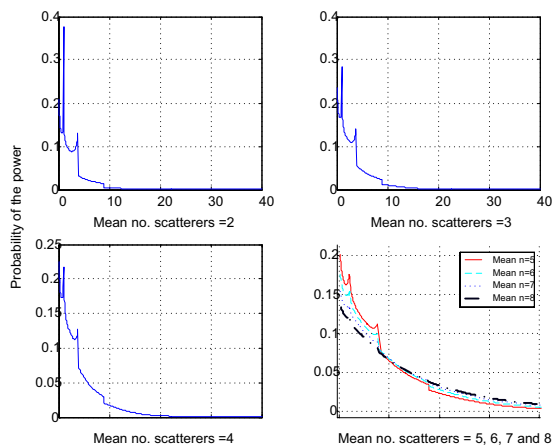 0.4
0.3
0.2
0.1
0
0 10 20 30 40
Mean no. scatterers =2
0.4
0.3
0.2
0.1
0
0 10 20 30 40
Mean no. scatterers =3
Probability of the power
0.25
0.2
0.15
0.1
0.05
0
0 10 20 30 40
Mean no. scatterers =4
0.2
0.15
0.1
0.05
0
Mean n=5
Mean n=6
Mean n=7
Mean n=8
Mean no. scatterers = 5, 6, 7 and 8